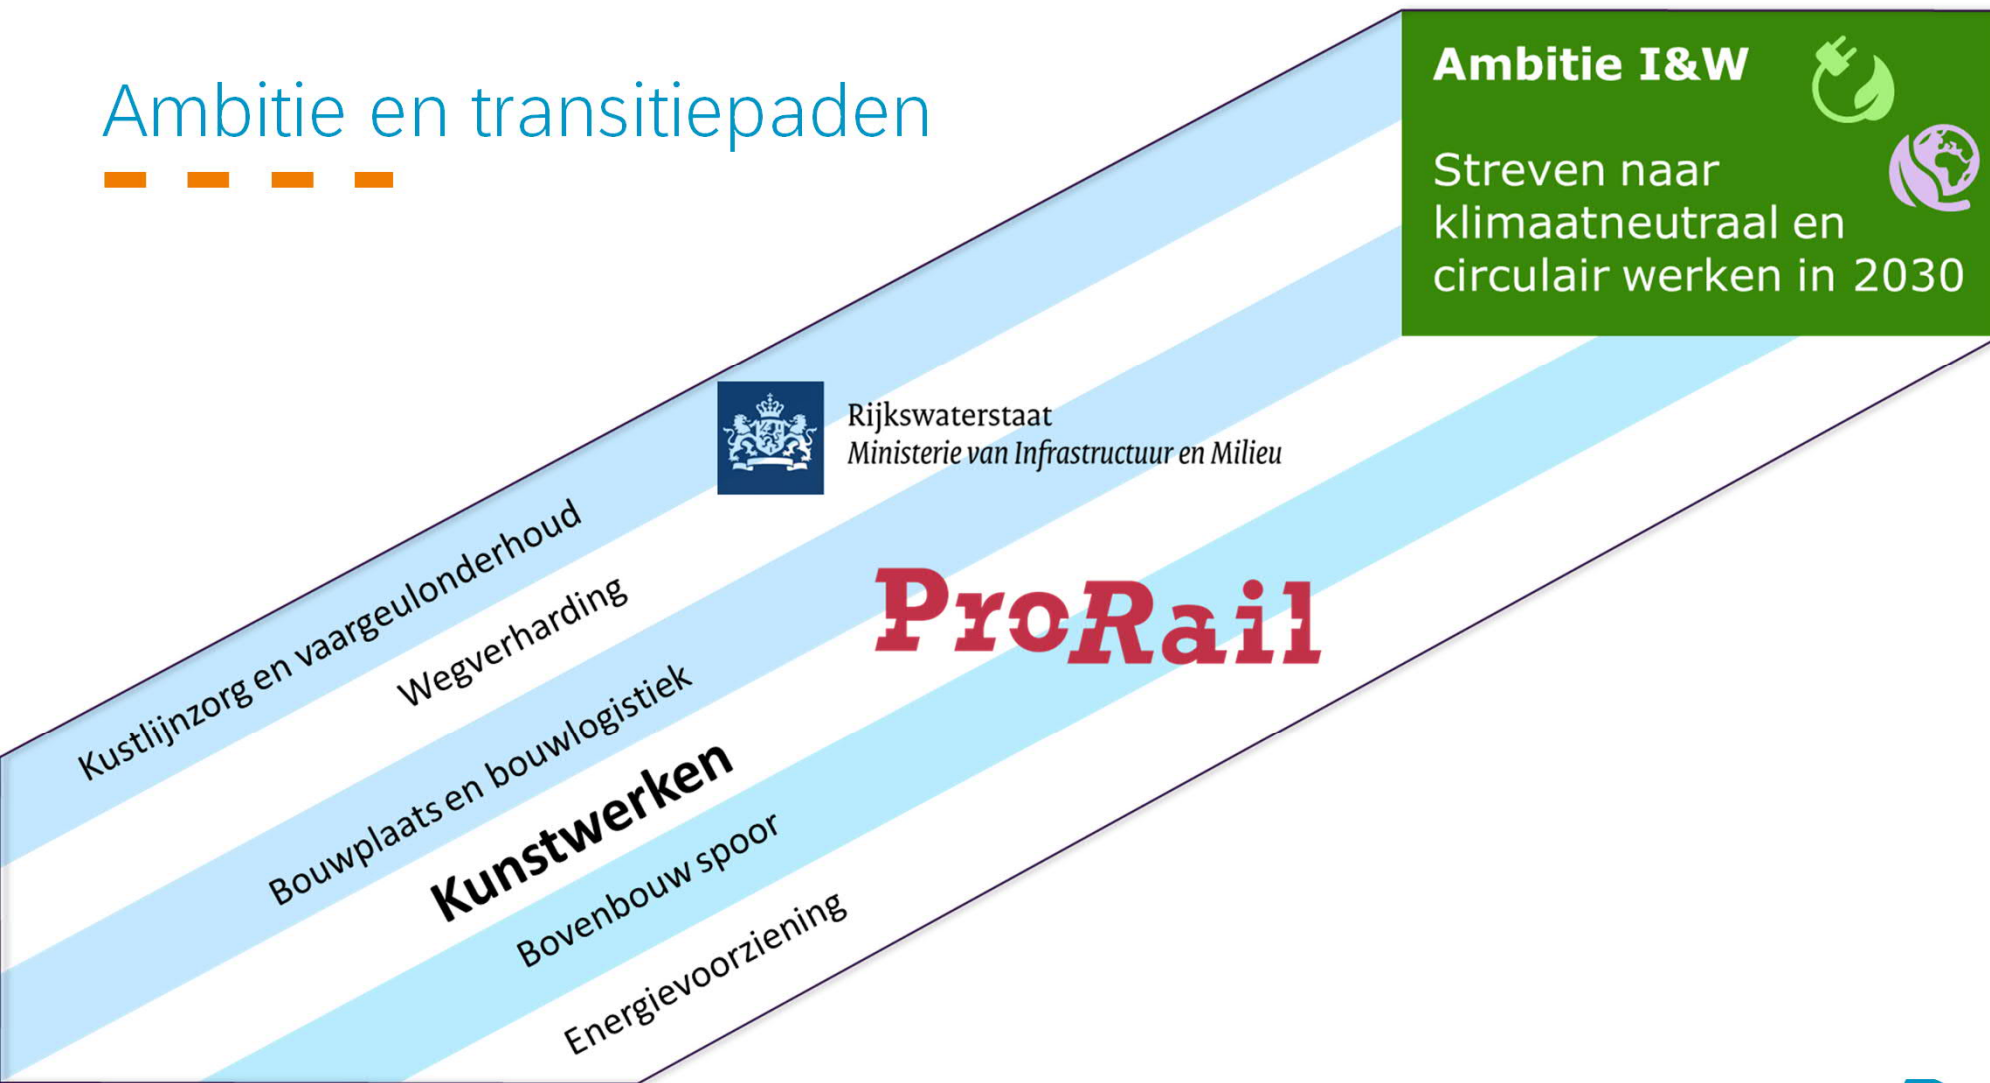 Ambitie en transitiepaden
Ambitie I&W
Streven naar
klimaatneutraal en
circulair werken in 2030
Rijkswaterstaat
Ministerie van Infrastructuur en Milieu
ProRail
Kustlijnzorg en vaargeulonderhoud
Wegverharding
Bouwplaats en bouwlogistiek
Kunstwerken
Bovenbouw spoor
Energievoorziening